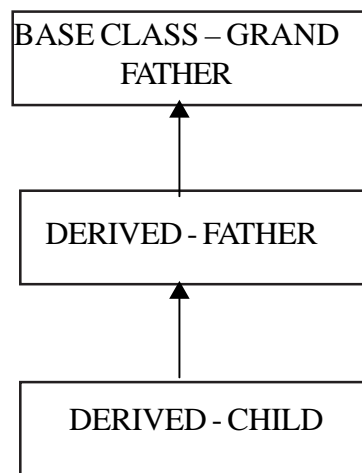 BASE CLASS – GRAND
FATHER
DERIVED - FATHER
DERIVED - CHILD